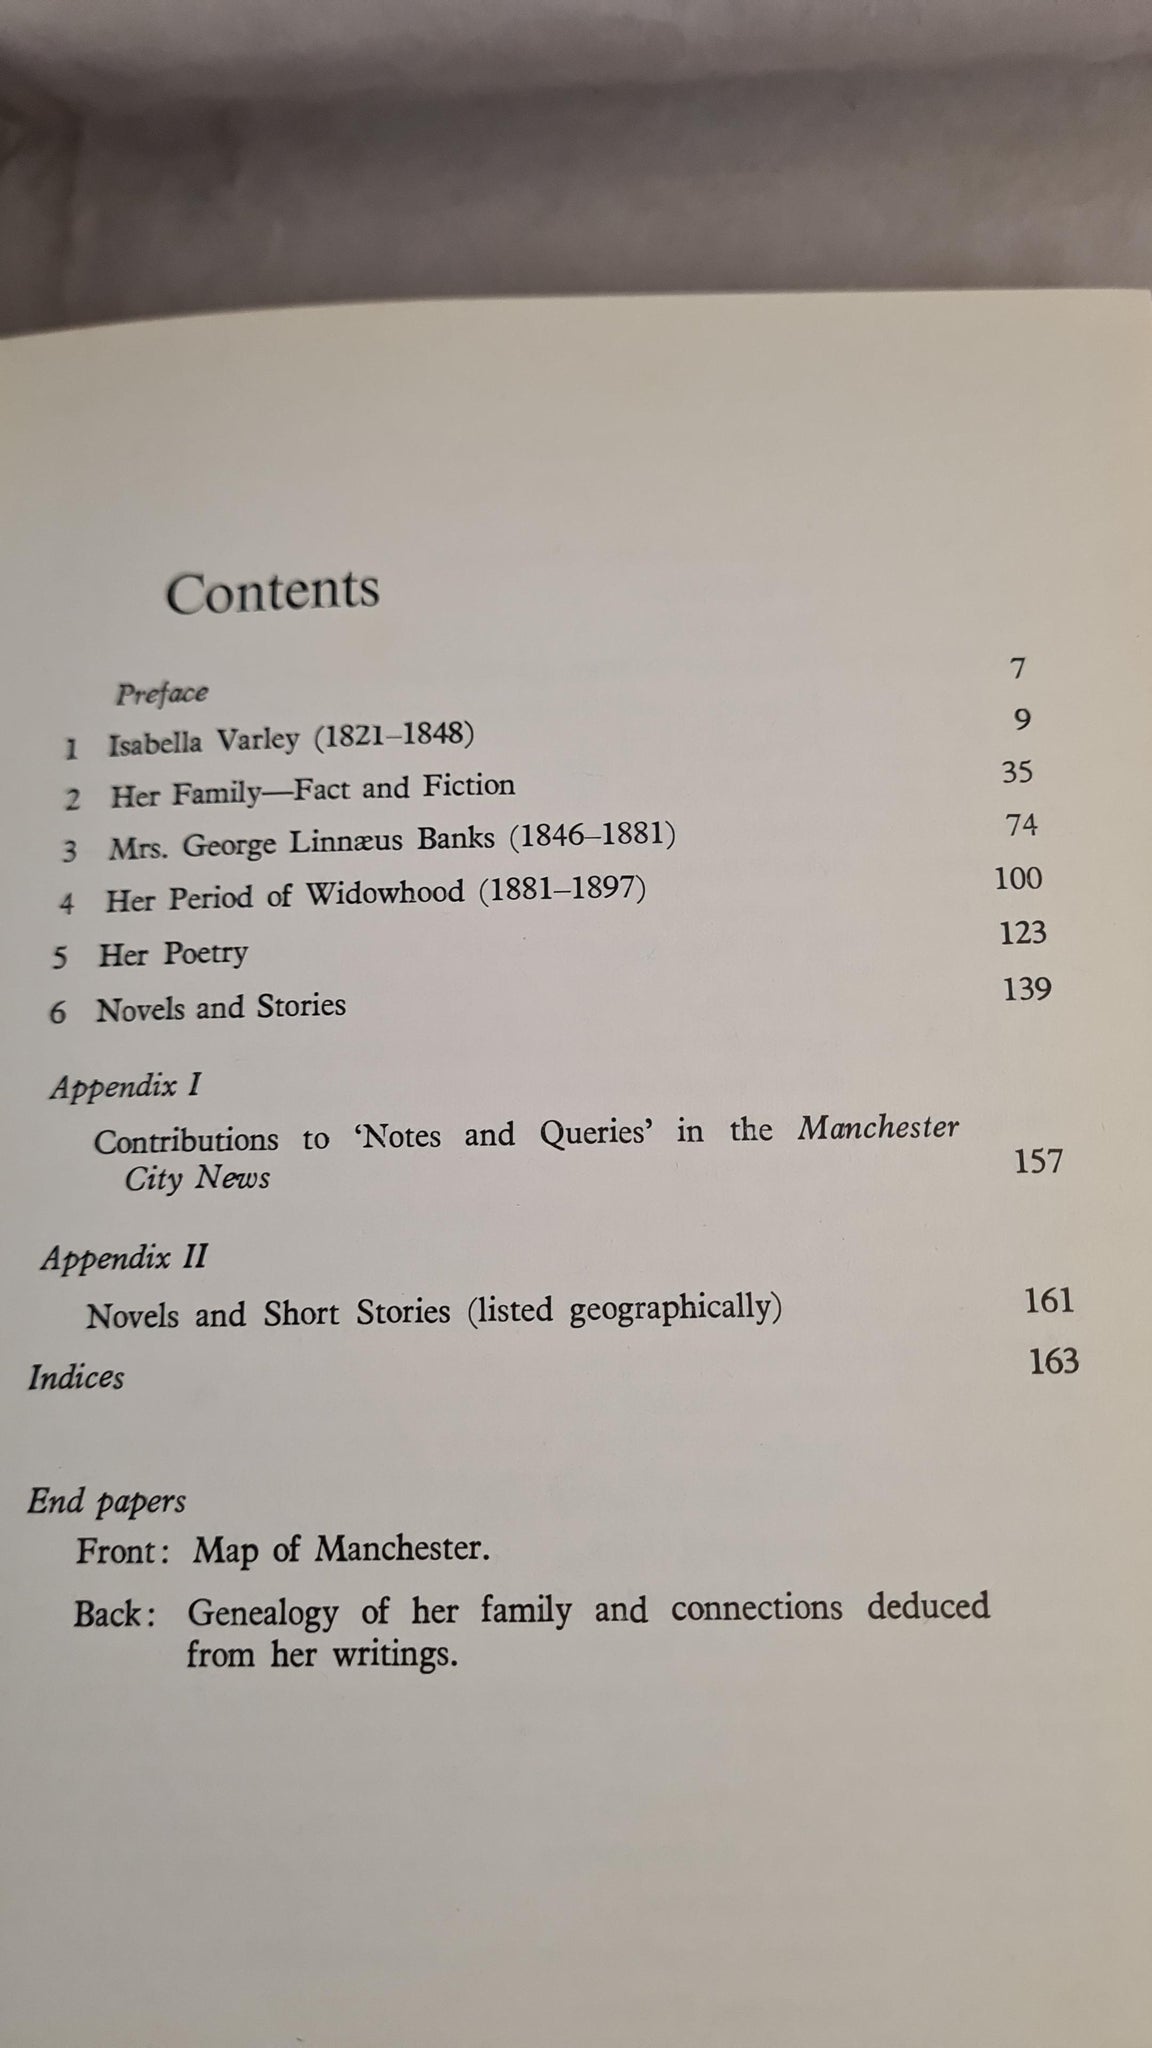 Contents
Preface 7
1 Isabella Varley (1821–1848) 9
2 Her Family—Fact and Fiction 35
3 Mrs. George Linnæus Banks (1846–1881) 74
4 Her Period of Widowhood (1881–1897) 100
5 Her Poetry 123
6 Novels and Stories 139
Appendix I
Contributions to ‘Notes and Queries’ in the Manchester
City News 157
Appendix II
Novels and Short Stories (listed geographically) 161
Indices 163
End papers
Front: Map of Manchester.
Back: Genealogy of her family and connections deduced
from her writings.